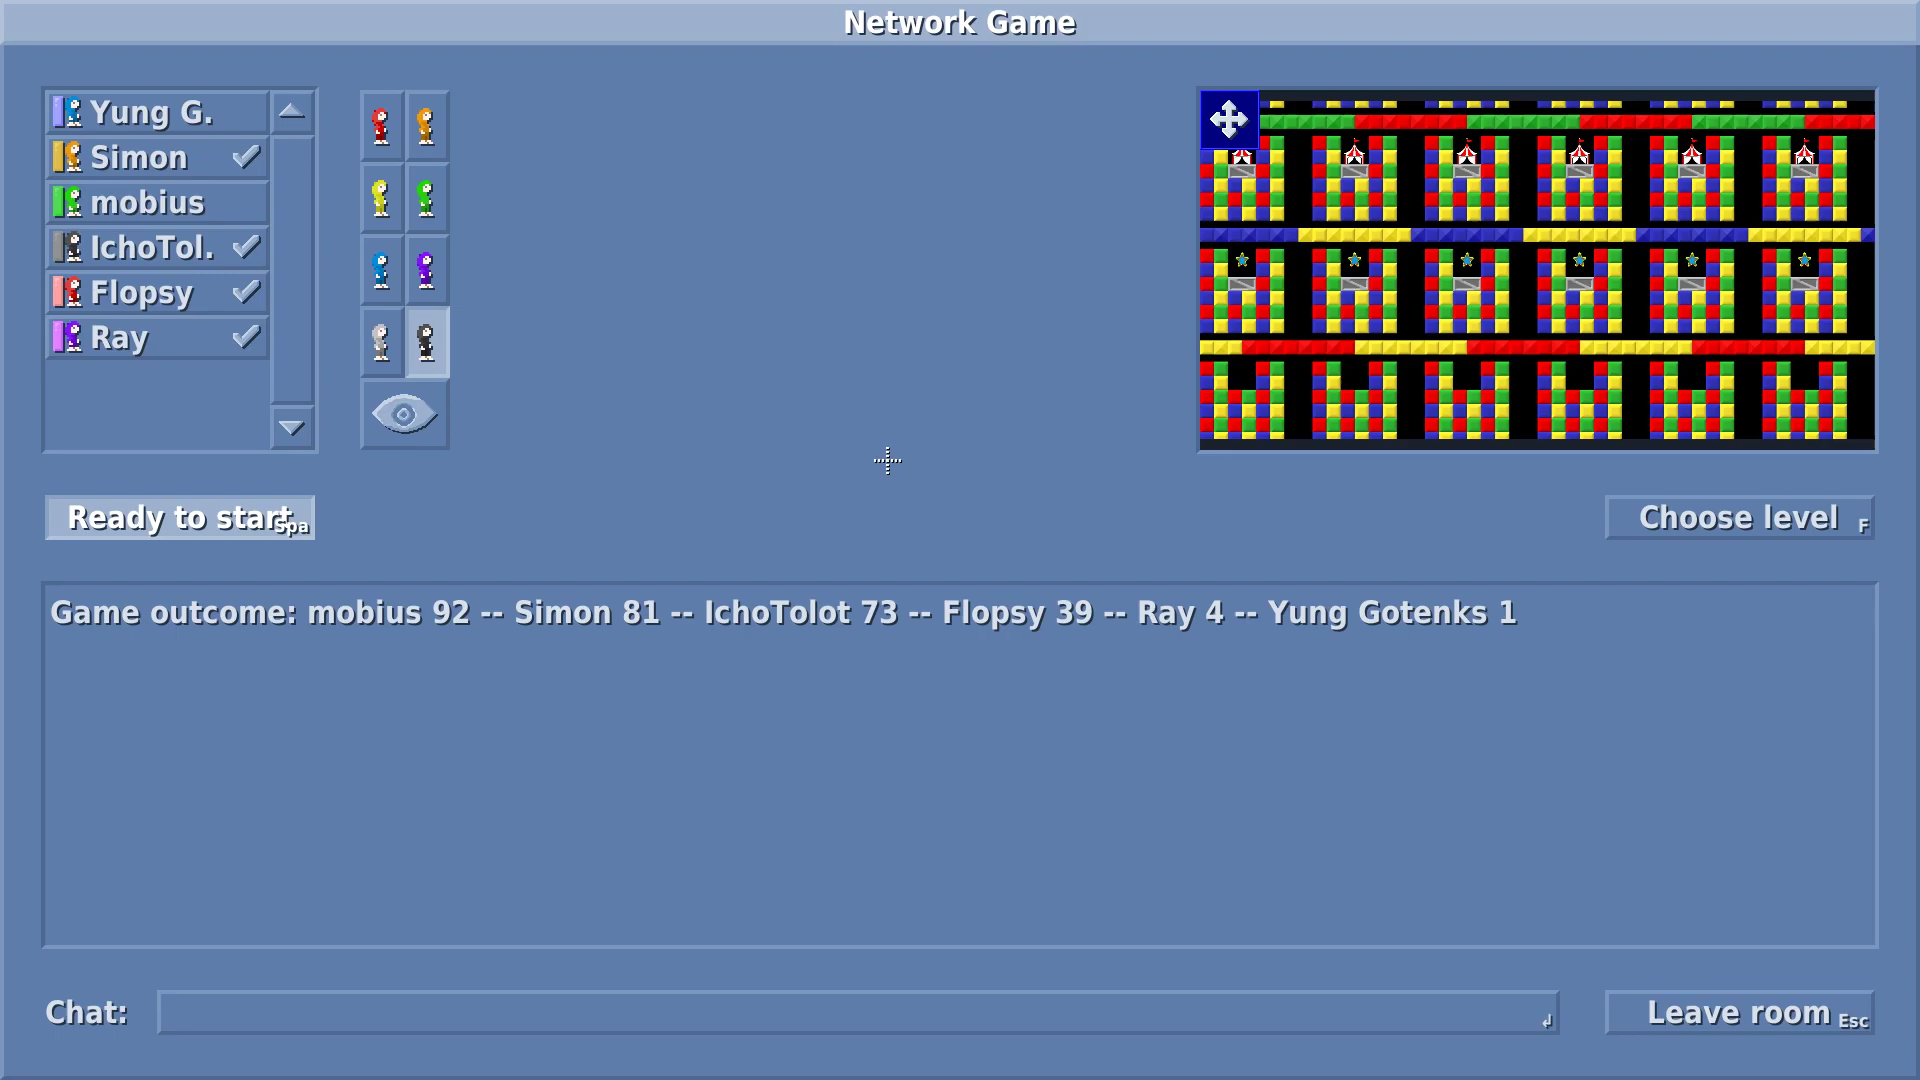 Network Game
Yung G.
Simon
mobius
IchoTol.
Flopsy
Ray
Ready to start Spa
Choose level F
Game outcome: mobius 92 -- Simon 81 -- IchoTolot 73 -- Flopsy 39 -- Ray 4 -- Yung Gotenks 1
Chat:
Leave room Esc